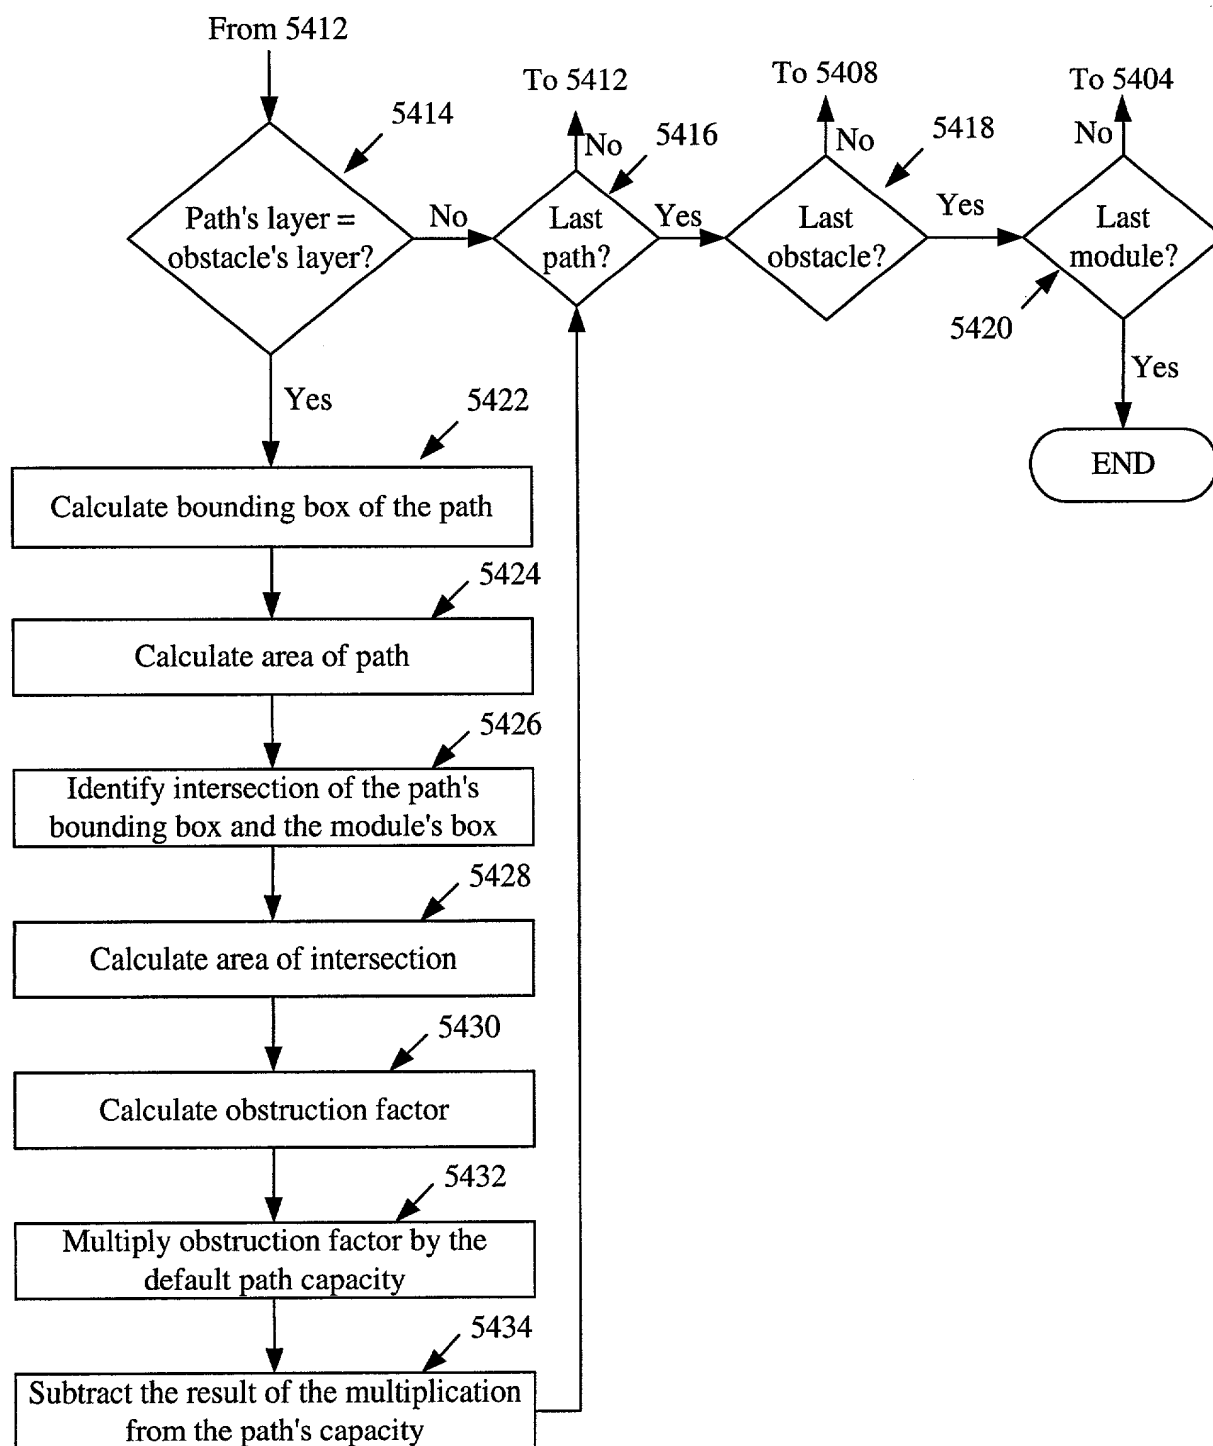 From 5412
To 5412
To 5408
To 5404
5414
5416
5418
No
No
No
Path's layer =
obstacle's layer?
No
Last
path?
Yes
Last
obstacle?
Yes
Last
module?
5420
Yes
Yes
END
5422
Calculate bounding box of the path
5424
Calculate area of path
5426
Identify intersection of the path's
bounding box and the module's box
5428
Calculate area of intersection
5430
Calculate obstruction factor
5432
Multiply obstruction factor by the
default path capacity
5434
Subtract the result of the multiplication
from the path's capacity